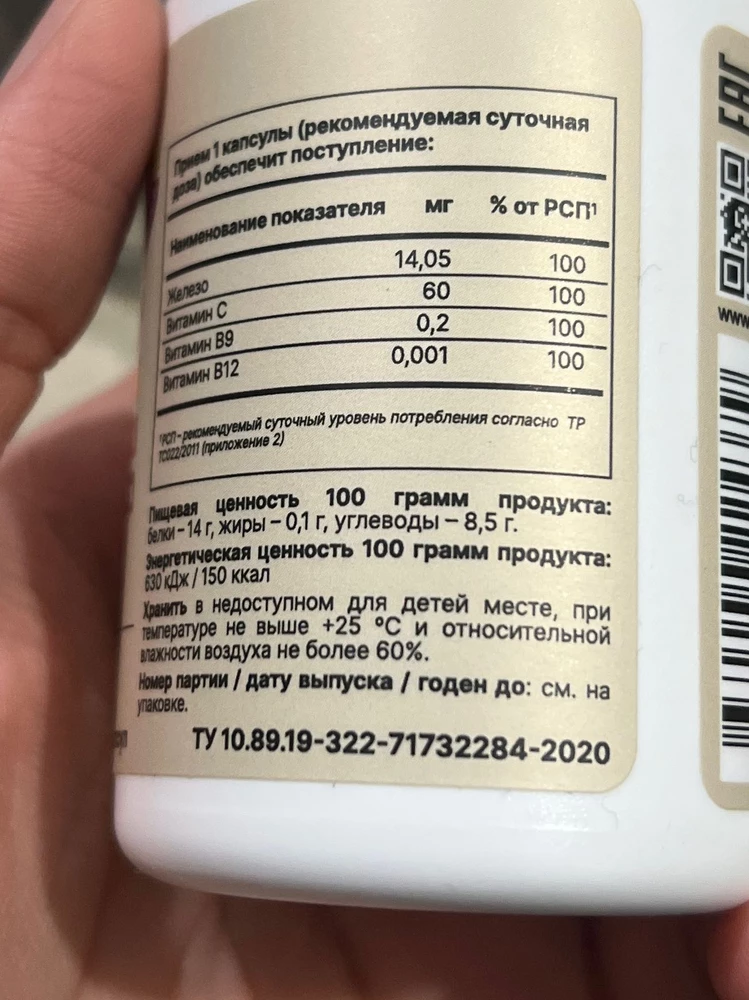 Прием 1 капсулы (рекомендуемая суточная
доза) обеспечит поступление:
Наименование показателя мг % от РСП¹
Железо 14,05 100
Витамин С 60 100
Витамин В9 0,2 100
Витамин В12 0,001 100
¹РСП – рекомендуемый суточный уровень потребления согласно ТР
ТС022/2011 (приложение 2)
Пищевая ценность 100 грамм продукта:
белки – 14 г, жиры – 0,1 г, углеводы – 8,5 г.
Энергетическая ценность 100 грамм продукта:
630 кДж / 150 ккал
Хранить в недоступном для детей месте, при
температуре не выше +25 °С и относительной
влажности воздуха не более 60%.
Номер партии / дату выпуска / годен до: см. на
упаковке.
ТУ 10.89.19-322-71732284-2020
EAC
www